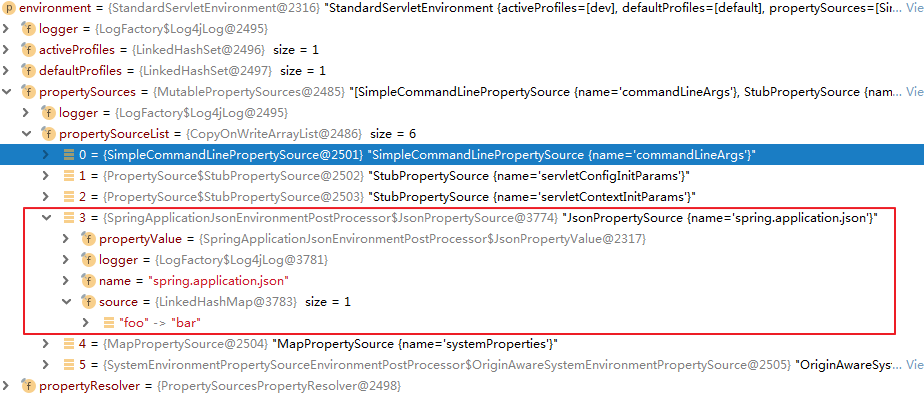 p environment = {StandardServletEnvironment@2316} "StandardServletEnvironment {activeProfiles=[dev], defaultProfiles=[default], propertySources=[Sir... View
f logger = {LogFactory$Log4jLog@2495}
f activeProfiles = {LinkedHashSet@2496} size = 1
f defaultProfiles = {LinkedHashSet@2497} size = 1
f propertySources = {MutablePropertySources@2485} "[SimpleCommandLinePropertySource {name='commandLineArgs'}, StubPropertySource {nam... View
f logger = {LogFactory$Log4jLog@2495}
f propertySourceList = {CopyOnWriteArrayList@2486} size = 6
0 = {SimpleCommandLinePropertySource@2501} "SimpleCommandLinePropertySource {name='commandLineArgs'}"
1 = {PropertySource$StubPropertySource@2502} "StubPropertySource {name='servletConfigInitParams'}"
2 = {PropertySource$StubPropertySource@2503} "StubPropertySource {name='servletContextInitParams'}"
3 = {SpringApplicationJsonEnvironmentPostProcessor$JsonPropertySource@3774} "JsonPropertySource {name='spring.application.json'}"
f propertyValue = {SpringApplicationJsonEnvironmentPostProcessor$JsonPropertyValue@2317}
f logger = {LogFactory$Log4jLog@3781}
f name = "spring.application.json"
f source = {LinkedHashMap@3783} size = 1
"foo" -> "bar"
4 = {MapPropertySource@2504} "MapPropertySource {name='systemProperties'}"
5 = {SystemEnvironmentPropertySourceEnvironmentPostProcessor$OriginAwareSystemEnvironmentPropertySource@2505} "OriginAwareSys... View
f propertyResolver = {PropertySourcesPropertyResolver@2498}